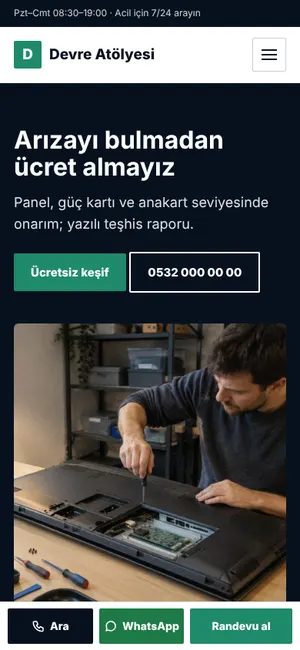 Pzt–Cmt 08:30–19:00 · Acil için 7/24 arayın
D Devre Atölyesi
Arızayı bulmadan
ücret almayız
Panel, güç kartı ve anakart seviyesinde
onarım; yazılı teşhis raporu.
Ücretsiz keşif
0532 000 00 00
Ara
WhatsApp
Randevu al